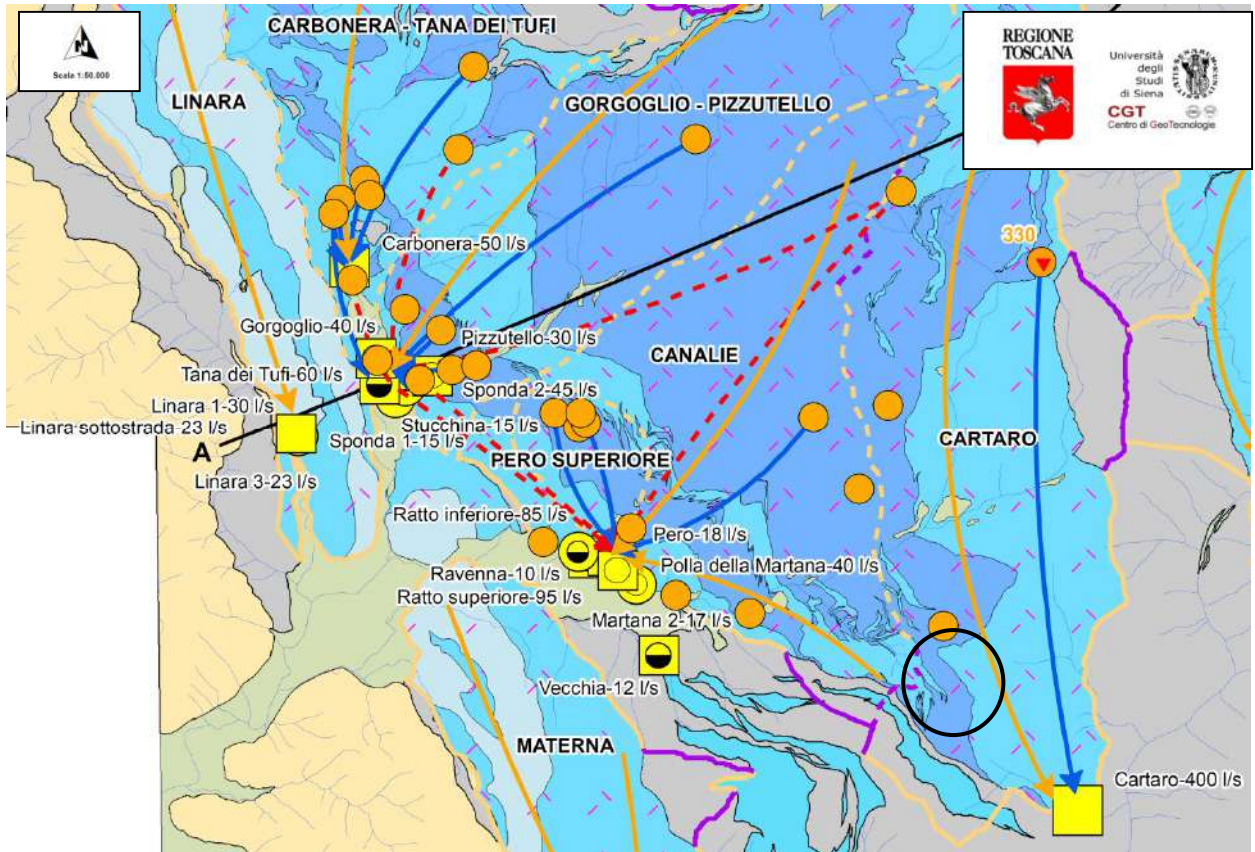 N
Scala 1:50.000
CARBONERA - TANA DEI TUFI
LINARA
GORGOGLIO - PIZZUTELLO
REGIONE
TOSCANA
Università
degli
Studi
di Siena
CGT
Centro di GeoTecnologie
330
Carbonera-50 l/s
Gorgoglio-40 l/s
Pizzutello-30 l/s
CANALIE
Tana dei Tufi-60 l/s
Sponda 2-45 l/s
Linara 1-30 l/s
Stucchina-15 l/s
Linara sottostrada-23 l/s
Sponda 1-15 l/s
CARTARO
A
PERO SUPERIORE
Linara 3-23 l/s
Ratto inferiore-85 l/s
Pero-18 l/s
Polla della Martana-40 l/s
Ravenna-10 l/s
Ratto superiore-95 l/s
Martana 2-17 l/s
Vecchia-12 l/s
MATERNA
Cartaro-400 l/s